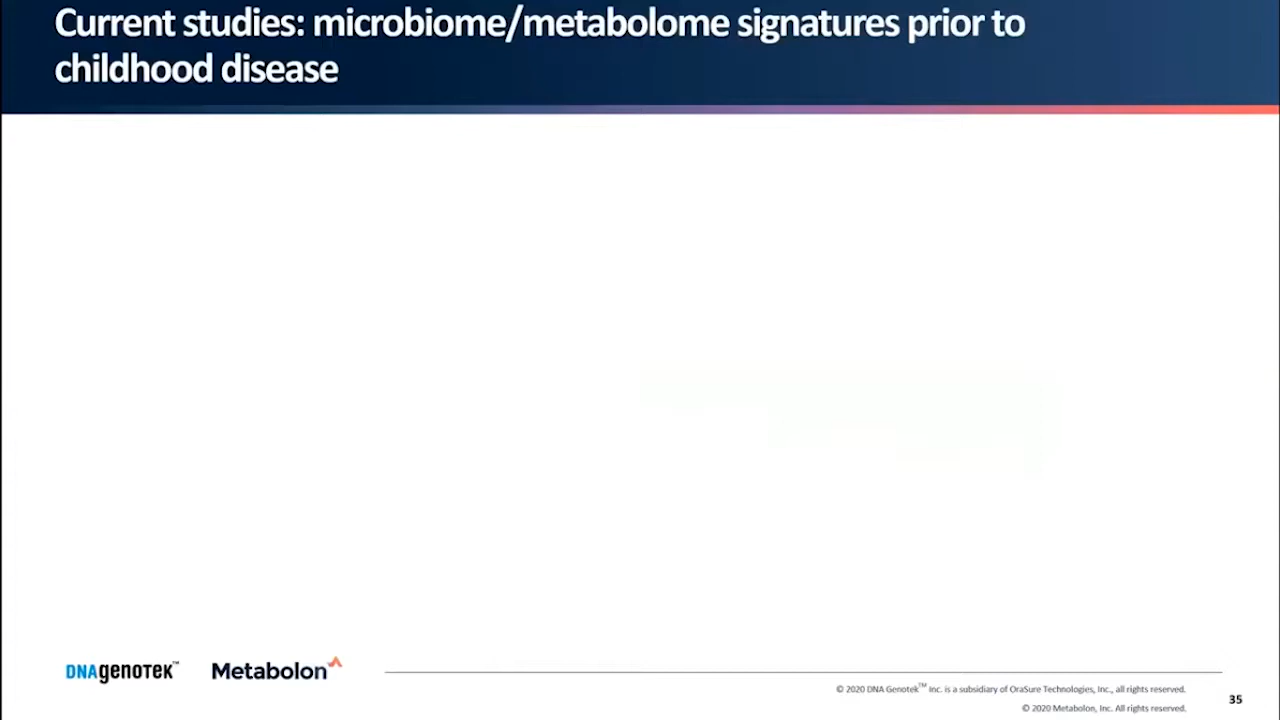 Current studies: microbiome/metabolome signatures prior to
childhood disease
DNAgenotek™
Metabolon
© 2020 DNA Genotek™ Inc. is a subsidiary of OraSure Technologies, Inc., all rights reserved.
© 2020 Metabolon, Inc. All rights reserved.
35